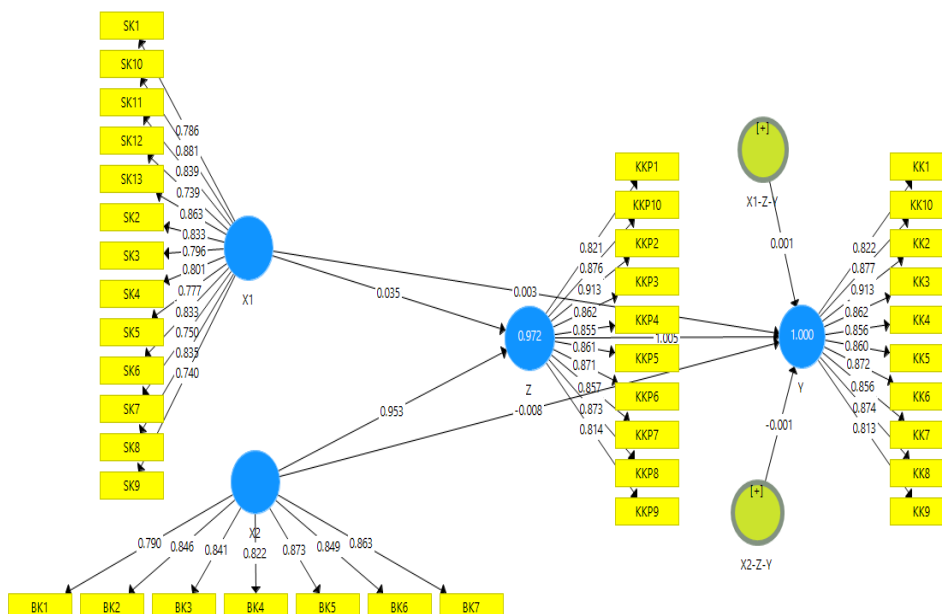 SK1
SK10
SK11
SK12
SK13
SK2
SK3
SK4
SK5
SK6
SK7
SK8
SK9
0.786
0.881
0.839
0.739
0.863
0.833
0.796
0.801
0.777
0.833
0.750
0.835
0.740
X1
0.035
0.003
0.953
-0.008
1.005
X2
0.790
0.846
0.841
0.822
0.873
0.849
0.863
BK1
BK2
BK3
BK4
BK5
BK6
BK7
0.972
Z
0.821
0.876
0.913
0.862
0.855
0.861
0.871
0.857
0.873
0.814
KKP1
KKP10
KKP2
KKP3
KKP4
KKP5
KKP6
KKP7
KKP8
KKP9
[+]
X1-Z-Y
0.001
1.000
Y
-0.001
[+]
X2-Z-Y
0.822
0.877
0.913
0.862
0.856
0.860
0.872
0.856
0.874
0.813
KK1
KK10
KK2
KK3
KK4
KK5
KK6
KK7
KK8
KK9